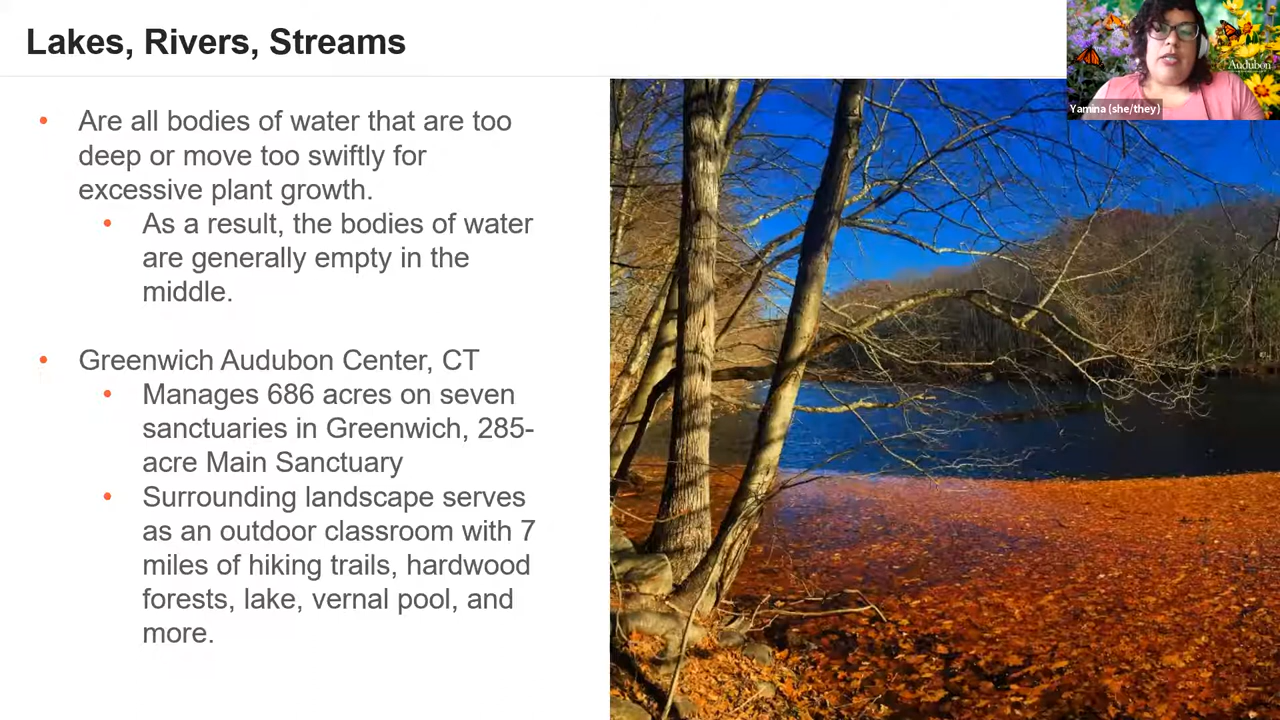 Lakes, Rivers, Streams
• Are all bodies of water that are too
deep or move too swiftly for
excessive plant growth.
• As a result, the bodies of water
are generally empty in the
middle.
• Greenwich Audubon Center, CT
• Manages 686 acres on seven
sanctuaries in Greenwich, 285-
acre Main Sanctuary
• Surrounding landscape serves
as an outdoor classroom with 7
miles of hiking trails, hardwood
forests, lake, vernal pool, and
more.
Audubon
Yamina (she/they)